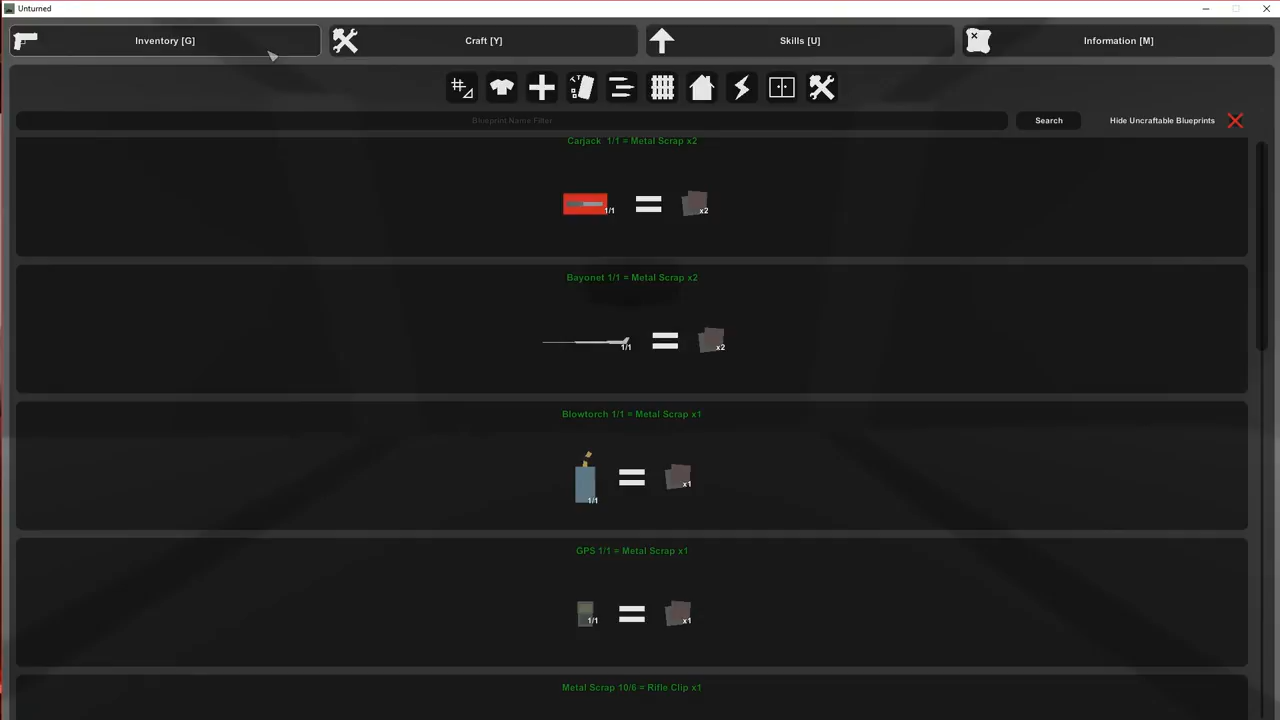 Unturned
Inventory [G]
Craft [Y]
Skills [U]
Information [M]
Blueprint Name Filter
Search
Hide Uncraftable Blueprints
Carjack 1/1 = Metal Scrap x2
1/1
x2
Bayonet 1/1 = Metal Scrap x2
1/1
x2
Blowtorch 1/1 = Metal Scrap x1
1/1
x1
GPS 1/1 = Metal Scrap x1
1/1
x1
Metal Scrap 10/6 = Rifle Clip x1